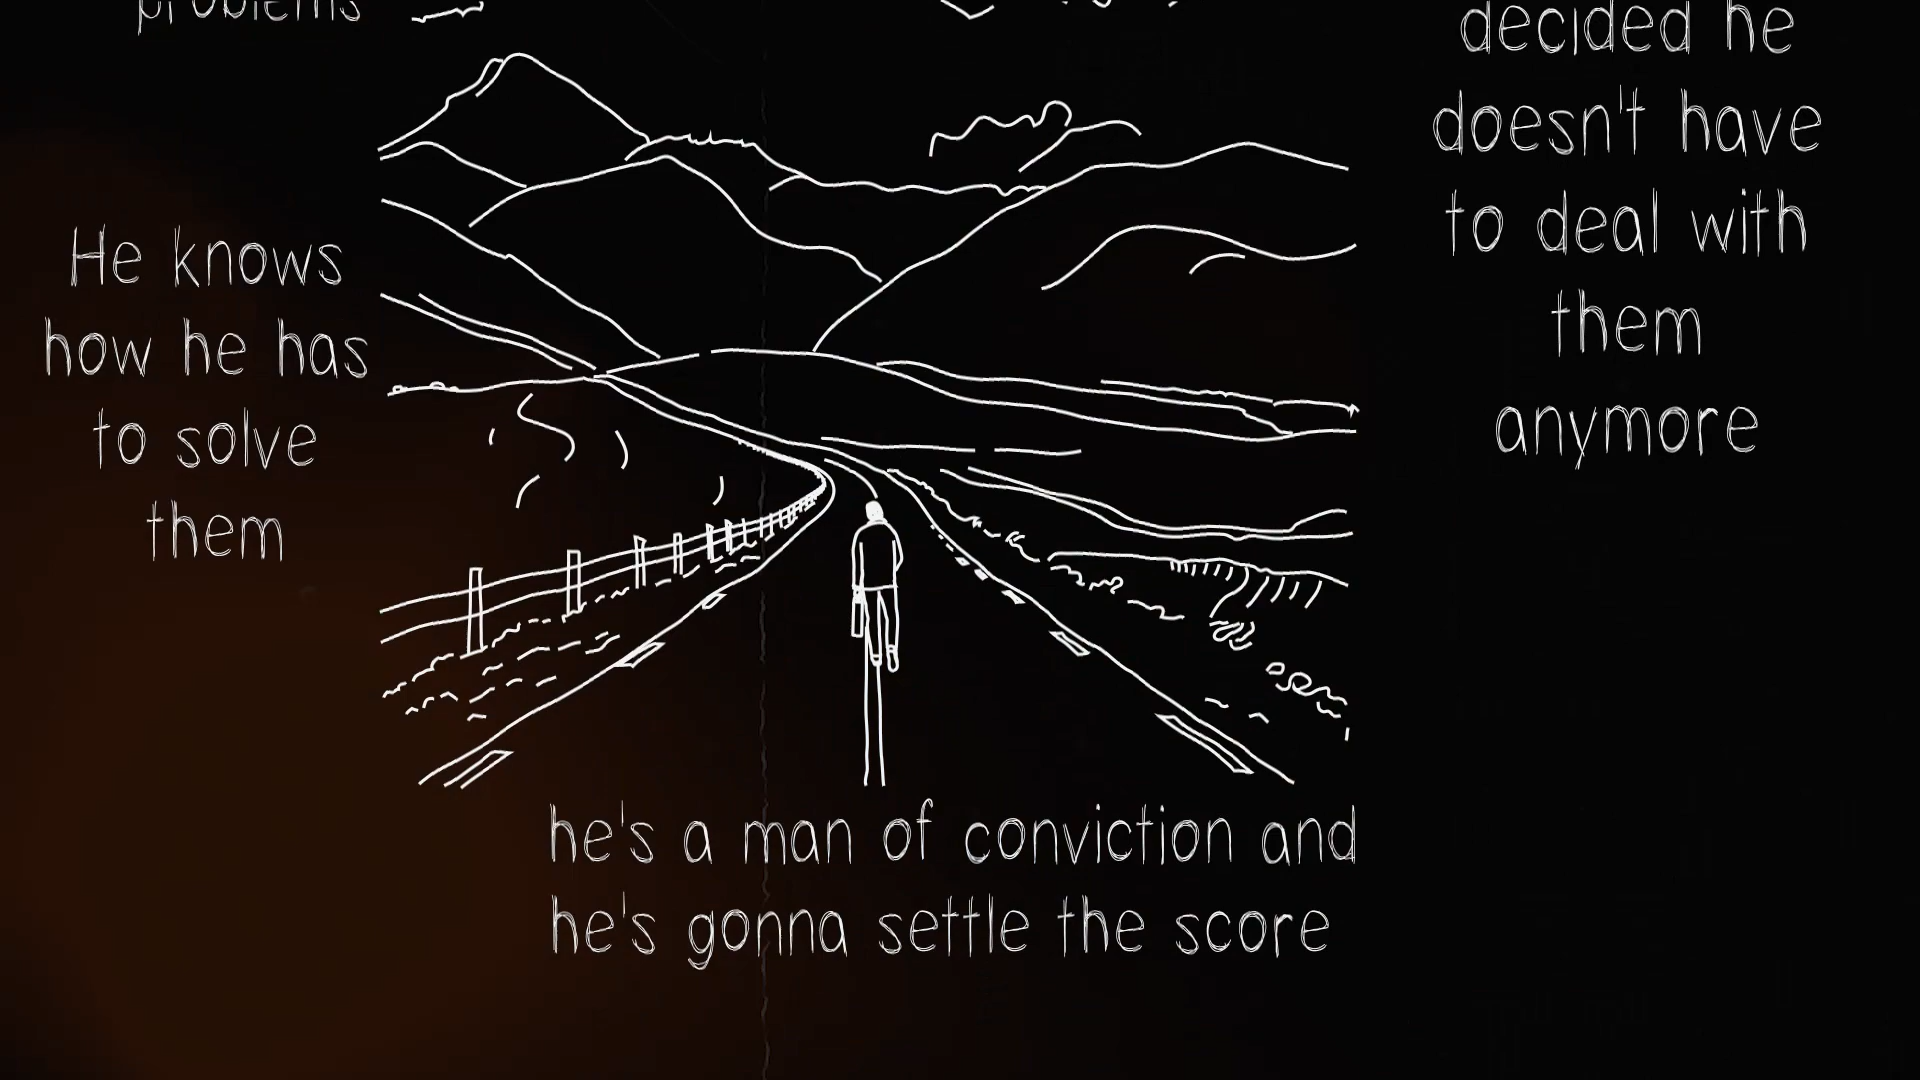 problems
He knows
how he has
to solve
them
decided he
doesn't have
to deal with
them
anymore
he's a man of conviction and
he's gonna settle the score